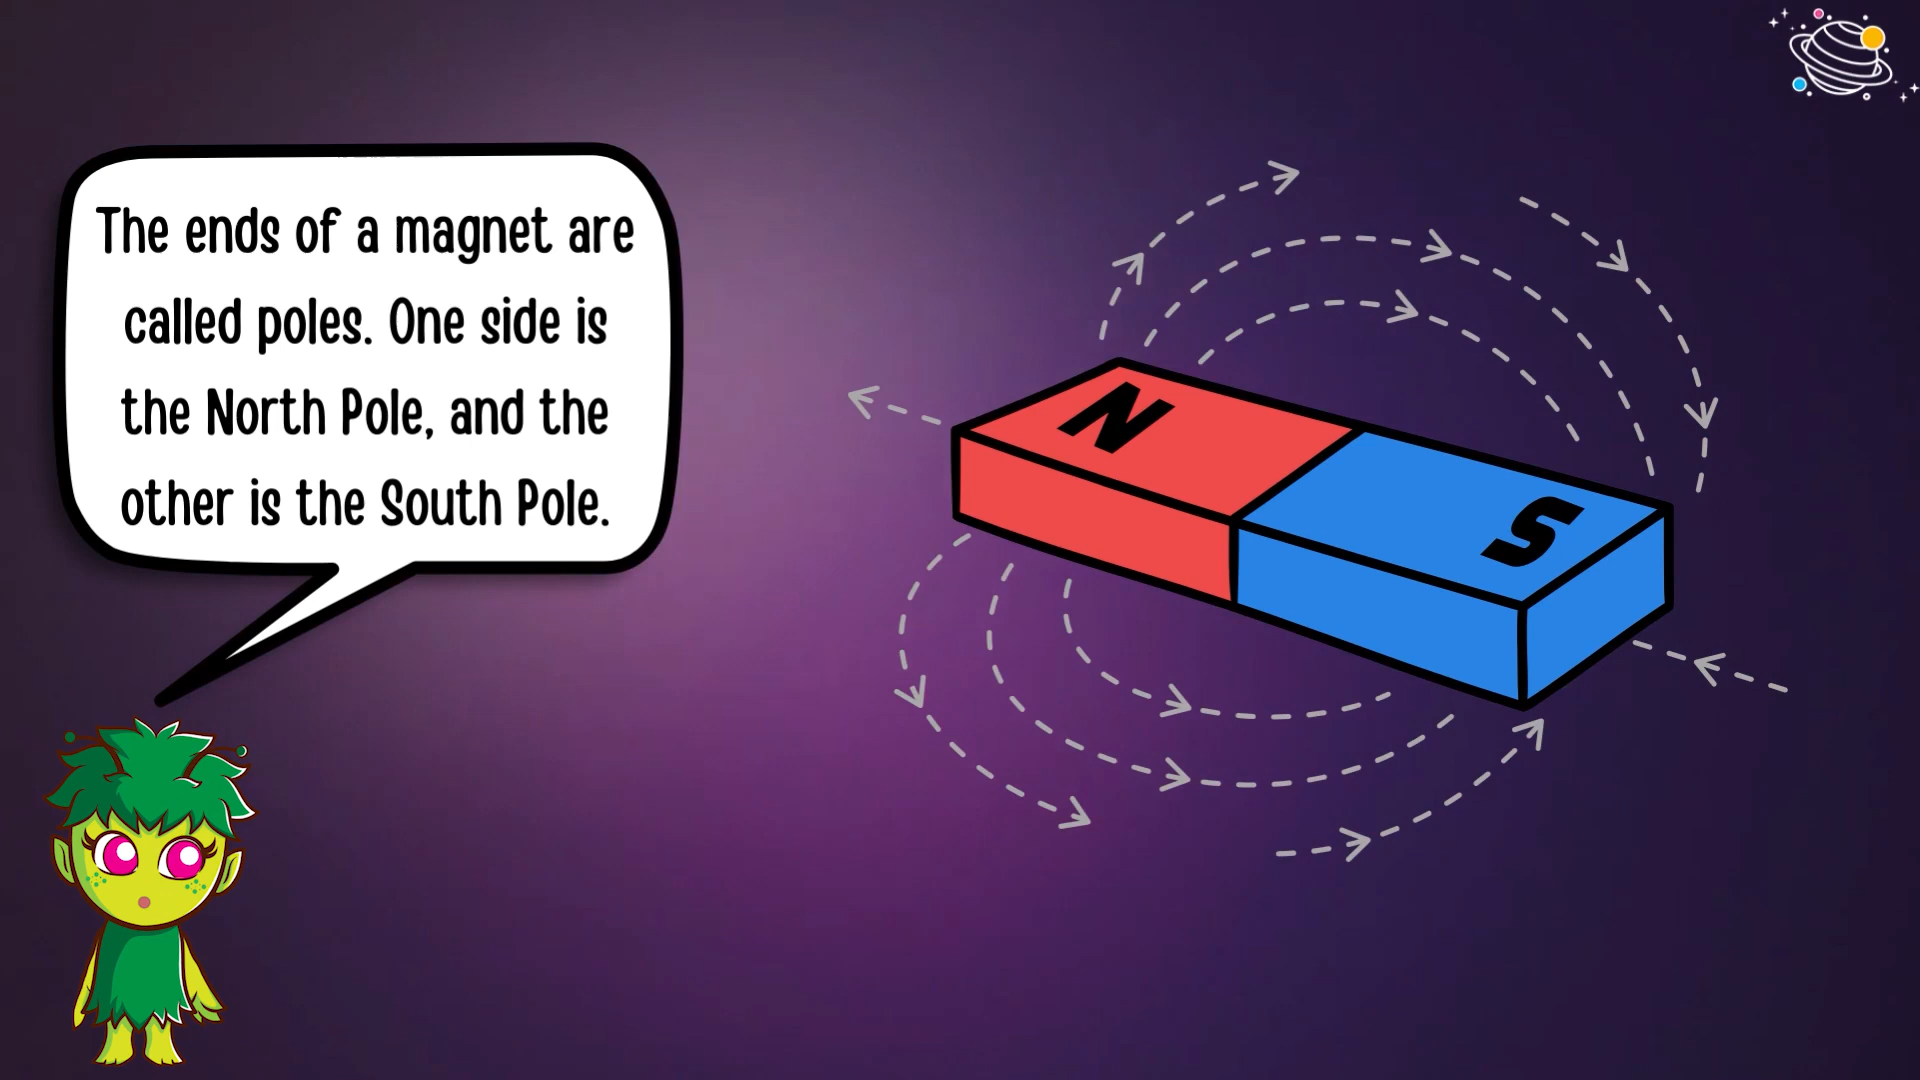 The ends of a magnet are
called poles. One side is
the North Pole, and the
other is the South Pole.
N
S